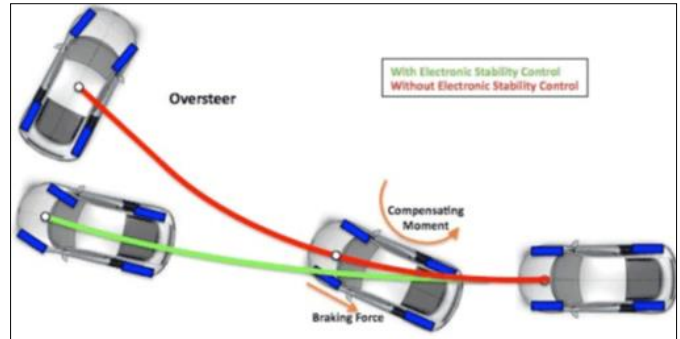 With Electronic Stability Control
Without Electronic Stability Control
Oversteer
Compensating
Moment
Braking Force